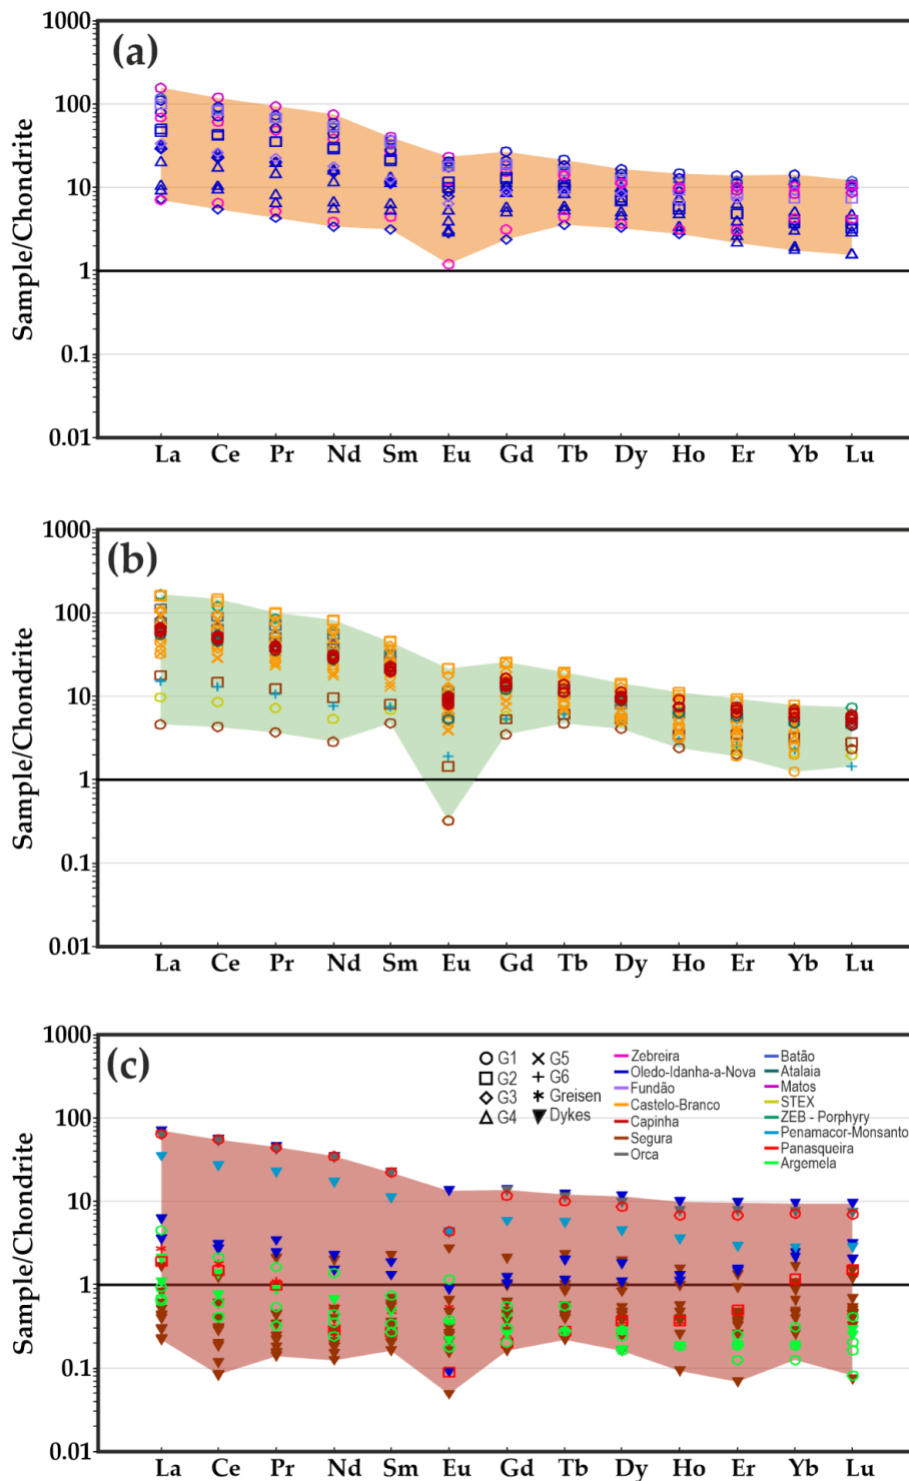 (a)
1000
100
10
1
0.1
0.01
Sample/Chondrite
La Ce Pr Nd Sm Eu Gd Tb Dy Ho Er Yb Lu
(b)
1000
100
10
1
0.1
0.01
Sample/Chondrite
La Ce Pr Nd Sm Eu Gd Tb Dy Ho Er Yb Lu
(c)
1000
100
10
1
0.1
0.01
Sample/Chondrite
G1
G2
G3
G4
G5
G6
Greisen
Dykes
Zebreira
Oledo-Idanha-a-Nova
Fundão
Castelo-Branco
Capinha
Segura
Orca
Batão
Atalaia
Matos
STEX
ZEB - Porphyry
Penamacor-Monsanto
Panasqueira
Argemela
La Ce Pr Nd Sm Eu Gd Tb Dy Ho Er Yb Lu